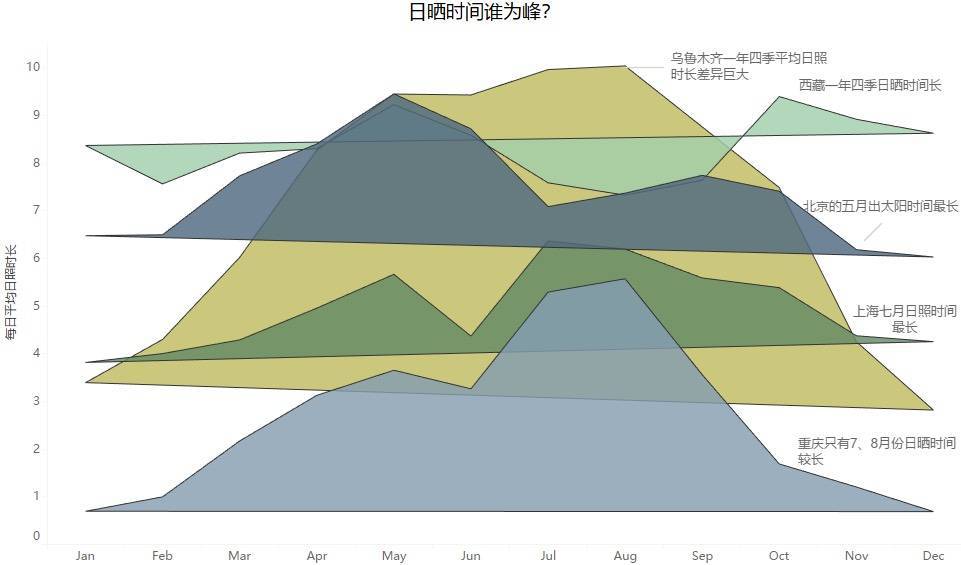 日晒时间谁为峰?
乌鲁木齐一年四季平均日照
时长差异巨大
西藏一年四季日晒时间长
北京的五月出太阳时间最长
上海七月日照时间
最长
重庆只有7、8月份日晒时间
较长
每日平均日照时长
10
9
8
7
6
5
4
3
2
1
0
Jan Feb Mar Apr May Jun Jul Aug Sep Oct Nov Dec